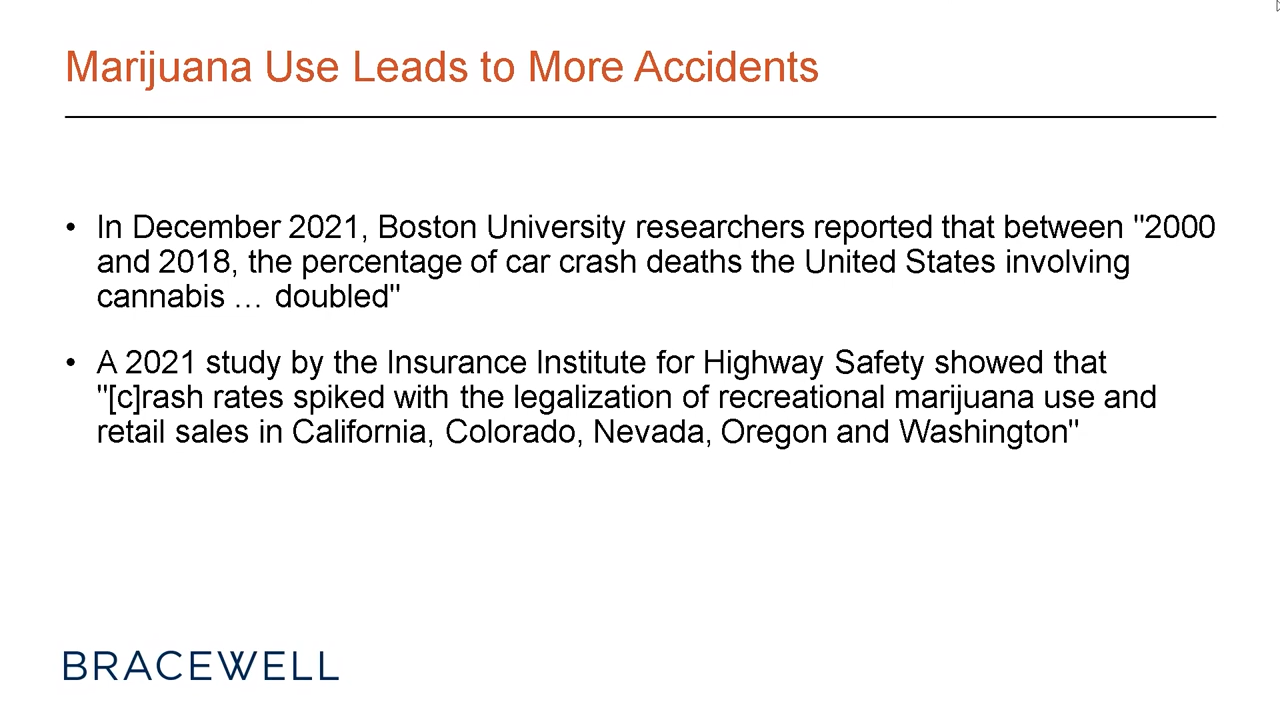 Marijuana Use Leads to More Accidents
• In December 2021, Boston University researchers reported that between "2000
and 2018, the percentage of car crash deaths the United States involving
cannabis … doubled"
• A 2021 study by the Insurance Institute for Highway Safety showed that
"[c]rash rates spiked with the legalization of recreational marijuana use and
retail sales in California, Colorado, Nevada, Oregon and Washington"
BRACEWELL